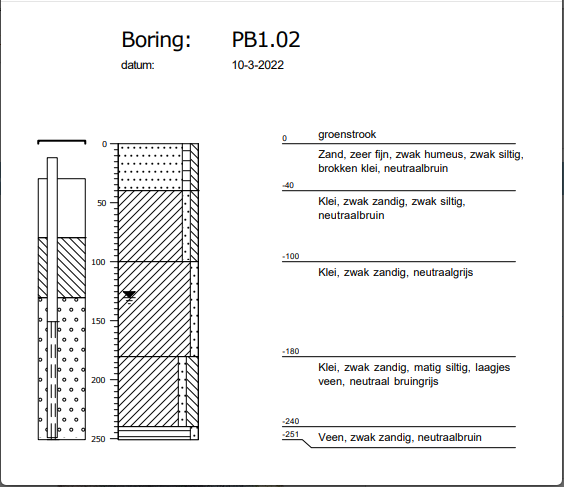 Boring: PB1.02
datum: 10-3-2022
0
50
100
150
200
250
0 groenstrook
Zand, zeer fijn, zwak humeus, zwak siltig,
brokken klei, neutraalbruin
-40
Klei, zwak zandig, zwak siltig,
neutraalbruin
-100
Klei, zwak zandig, neutraalgrijs
-180
Klei, zwak zandig, matig siltig, laagjes
veen, neutraal bruingrijs
-240
-251 Veen, zwak zandig, neutraalbruin